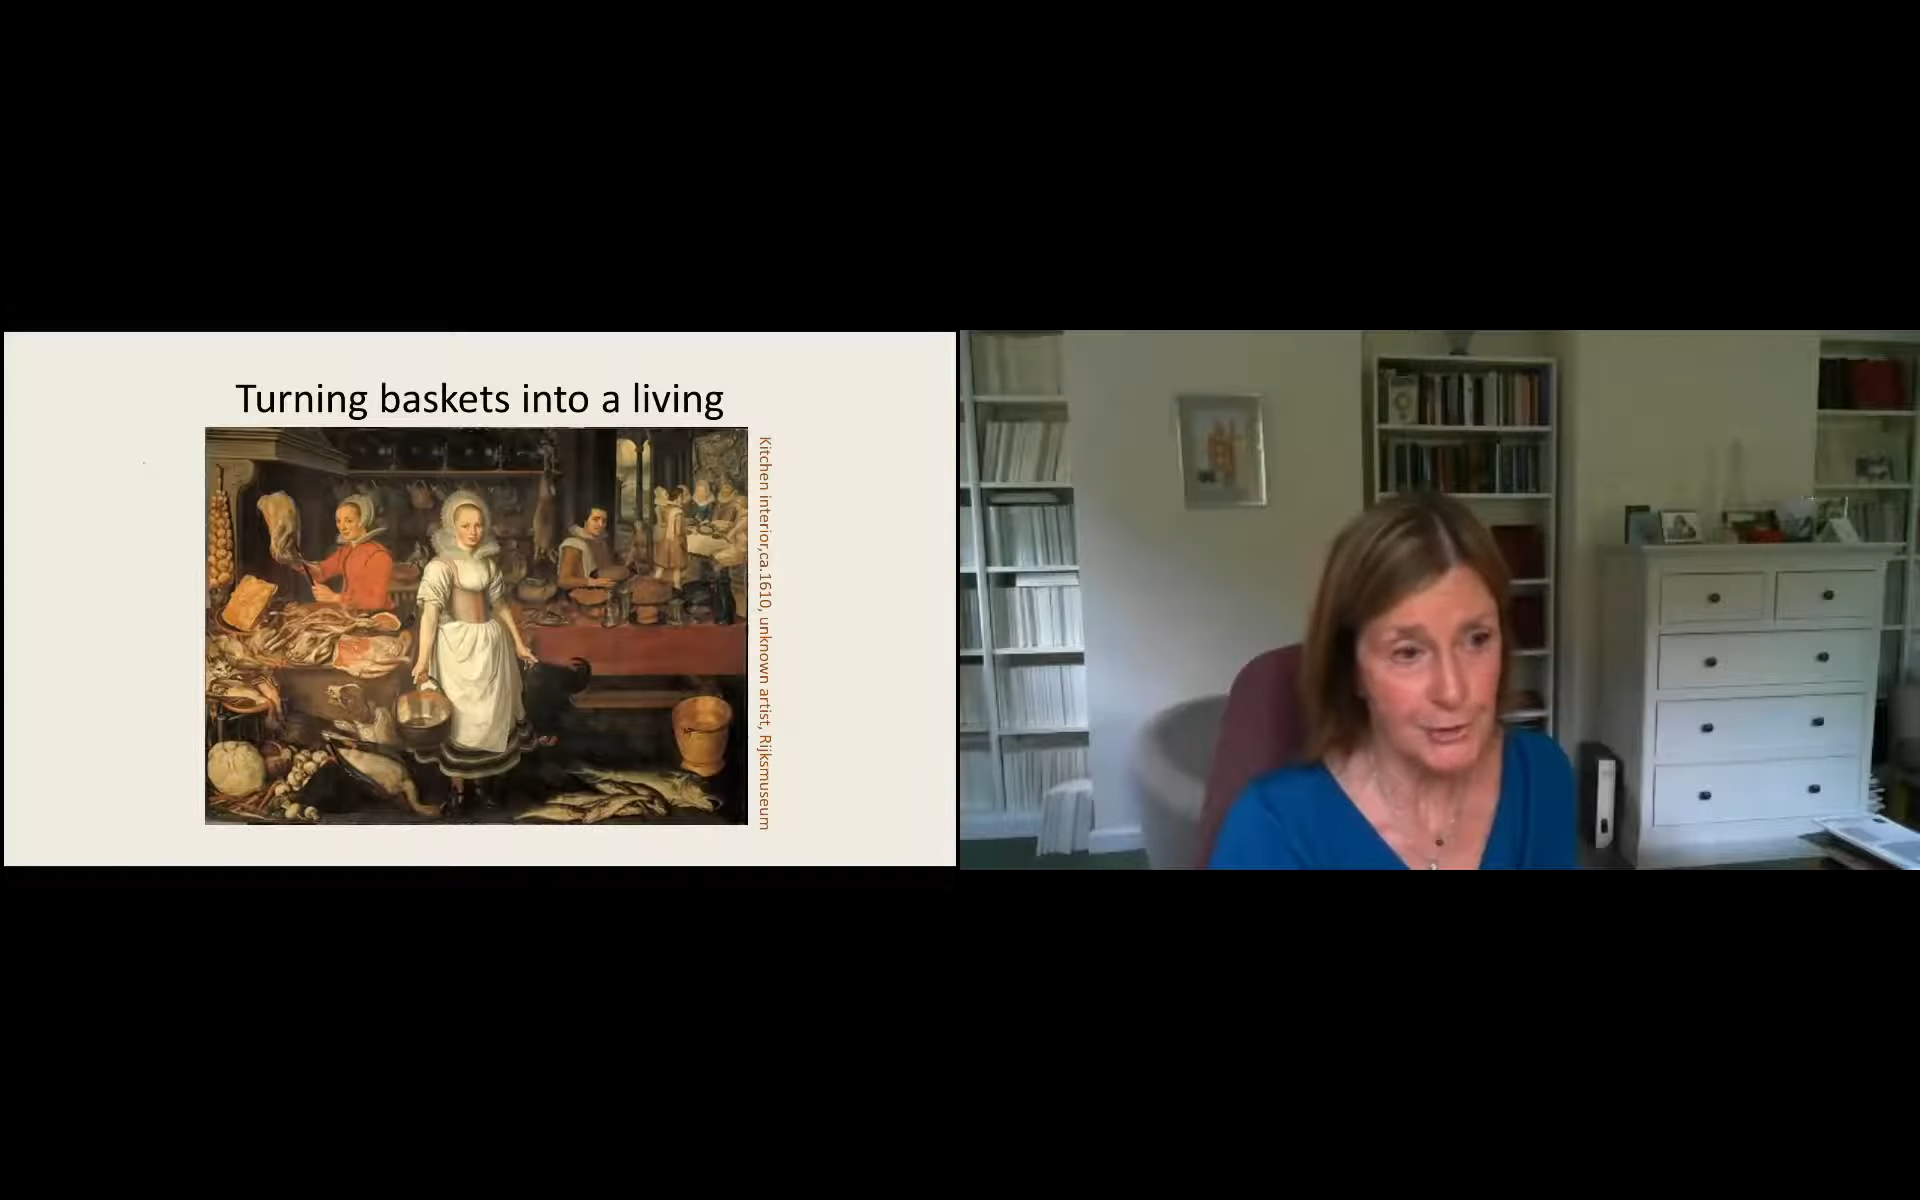 Turning baskets into a living
Kitchen interior,ca.1610, unknown artist, Rijksmuseum